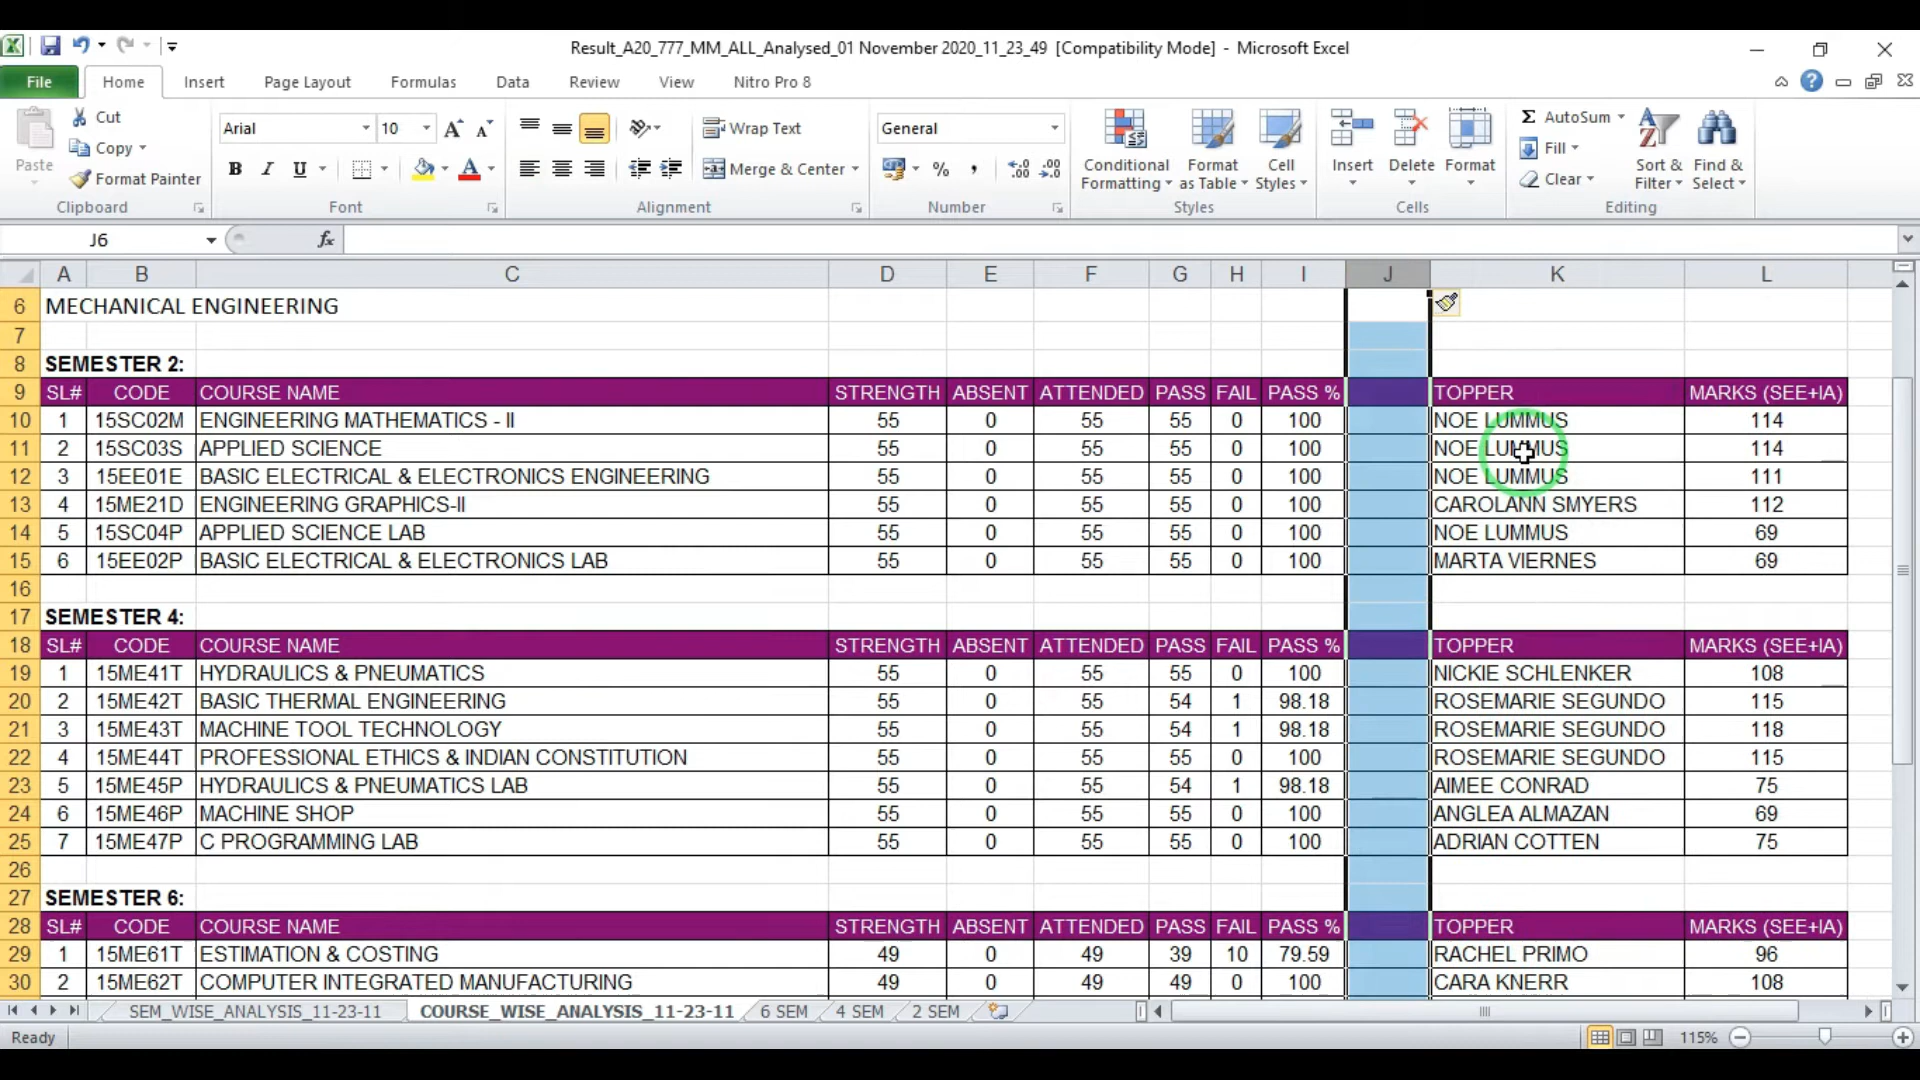 Result_A20_777_MM_ALL_Analysed_01 November 2020_11_23_49 [Compatibility Mode] - Microsoft Excel
File Home Insert Page Layout Formulas Data Review View Nitro Pro 8
Paste Cut Copy Format Painter Clipboard
Arial 10 B I U Font
Wrap Text Merge & Center Alignment
General % , Number
Conditional Formatting Format as Table Cell Styles Styles
Insert Delete Format Cells
AutoSum Fill Clear Sort & Filter Find & Select Editing
J6 fx
A B C D E F G H I J K L
6 MECHANICAL ENGINEERING
7
8 SEMESTER 2:
9 SL# CODE COURSE NAME STRENGTH ABSENT ATTENDED PASS FAIL PASS % TOPPER MARKS (SEE+IA)
10 1 15SC02M ENGINEERING MATHEMATICS - II 55 0 55 55 0 100 NOE LUMMUS 114
11 2 15SC03S APPLIED SCIENCE 55 0 55 55 0 100 NOE LUMMUS 114
12 3 15EE01E BASIC ELECTRICAL & ELECTRONICS ENGINEERING 55 0 55 55 0 100 NOE LUMMUS 111
13 4 15ME21D ENGINEERING GRAPHICS-II 55 0 55 55 0 100 CAROLANN SMYERS 112
14 5 15SC04P APPLIED SCIENCE LAB 55 0 55 55 0 100 NOE LUMMUS 69
15 6 15EE02P BASIC ELECTRICAL & ELECTRONICS LAB 55 0 55 55 0 100 MARTA VIERNES 69
16
17 SEMESTER 4:
18 SL# CODE COURSE NAME STRENGTH ABSENT ATTENDED PASS FAIL PASS % TOPPER MARKS (SEE+IA)
19 1 15ME41T HYDRAULICS & PNEUMATICS 55 0 55 55 0 100 NICKIE SCHLENKER 108
20 2 15ME42T BASIC THERMAL ENGINEERING 55 0 55 54 1 98.18 ROSEMARIE SEGUNDO 115
21 3 15ME43T MACHINE TOOL TECHNOLOGY 55 0 55 54 1 98.18 ROSEMARIE SEGUNDO 118
22 4 15ME44T PROFESSIONAL ETHICS & INDIAN CONSTITUTION 55 0 55 55 0 100 ROSEMARIE SEGUNDO 115
23 5 15ME45P HYDRAULICS & PNEUMATICS LAB 55 0 55 54 1 98.18 AIMEE CONRAD 75
24 6 15ME46P MACHINE SHOP 55 0 55 55 0 100 ANGLEA ALMAZAN 69
25 7 15ME47P C PROGRAMMING LAB 55 0 55 55 0 100 ADRIAN COTTEN 75
26
27 SEMESTER 6:
28 SL# CODE COURSE NAME STRENGTH ABSENT ATTENDED PASS FAIL PASS % TOPPER MARKS (SEE+IA)
29 1 15ME61T ESTIMATION & COSTING 49 0 49 39 10 79.59 RACHEL PRIMO 96
30 2 15ME62T COMPUTER INTEGRATED MANUFACTURING 49 0 49 49 0 100 CARA KNERR 108
SEM_WISE_ANALYSIS_11-23-11 COURSE_WISE_ANALYSIS_11-23-11 6 SEM 4 SEM 2 SEM
Ready 115%